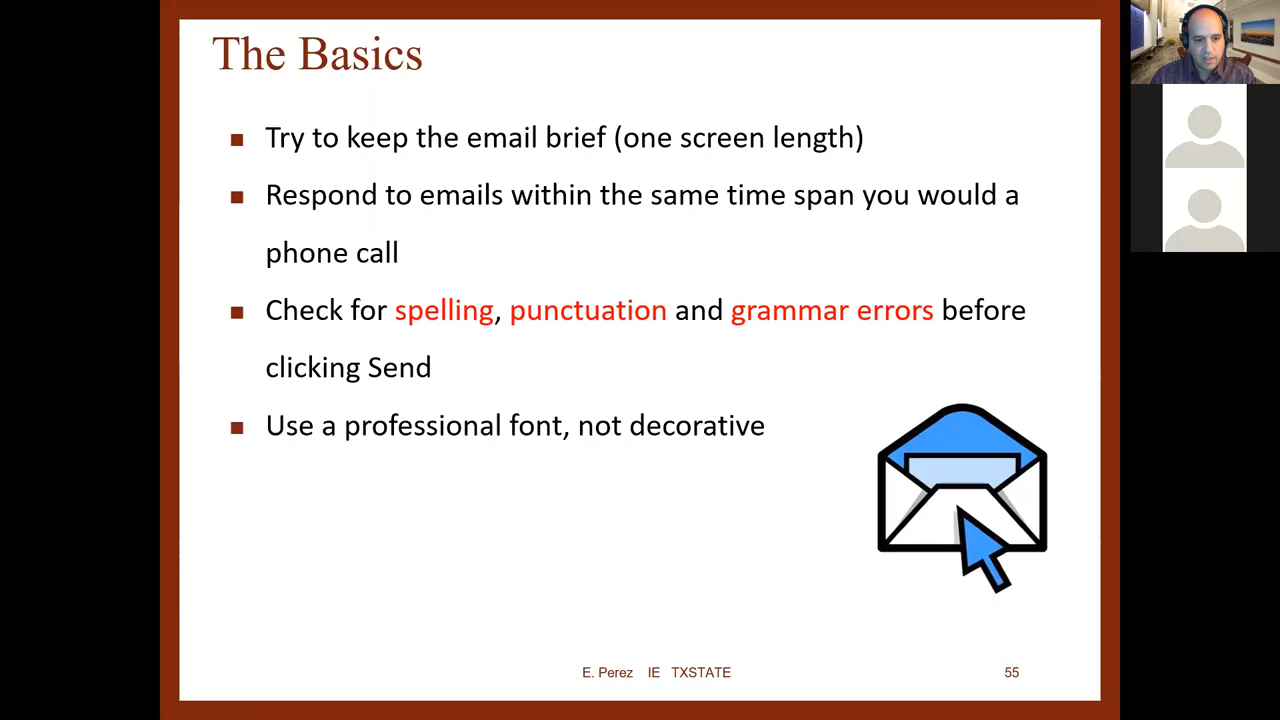 The Basics
Try to keep the email brief (one screen length)
Respond to emails within the same time span you would a
phone call
Check for spelling, punctuation and grammar errors before
clicking Send
Use a professional font, not decorative
E. Perez IE TXSTATE 55